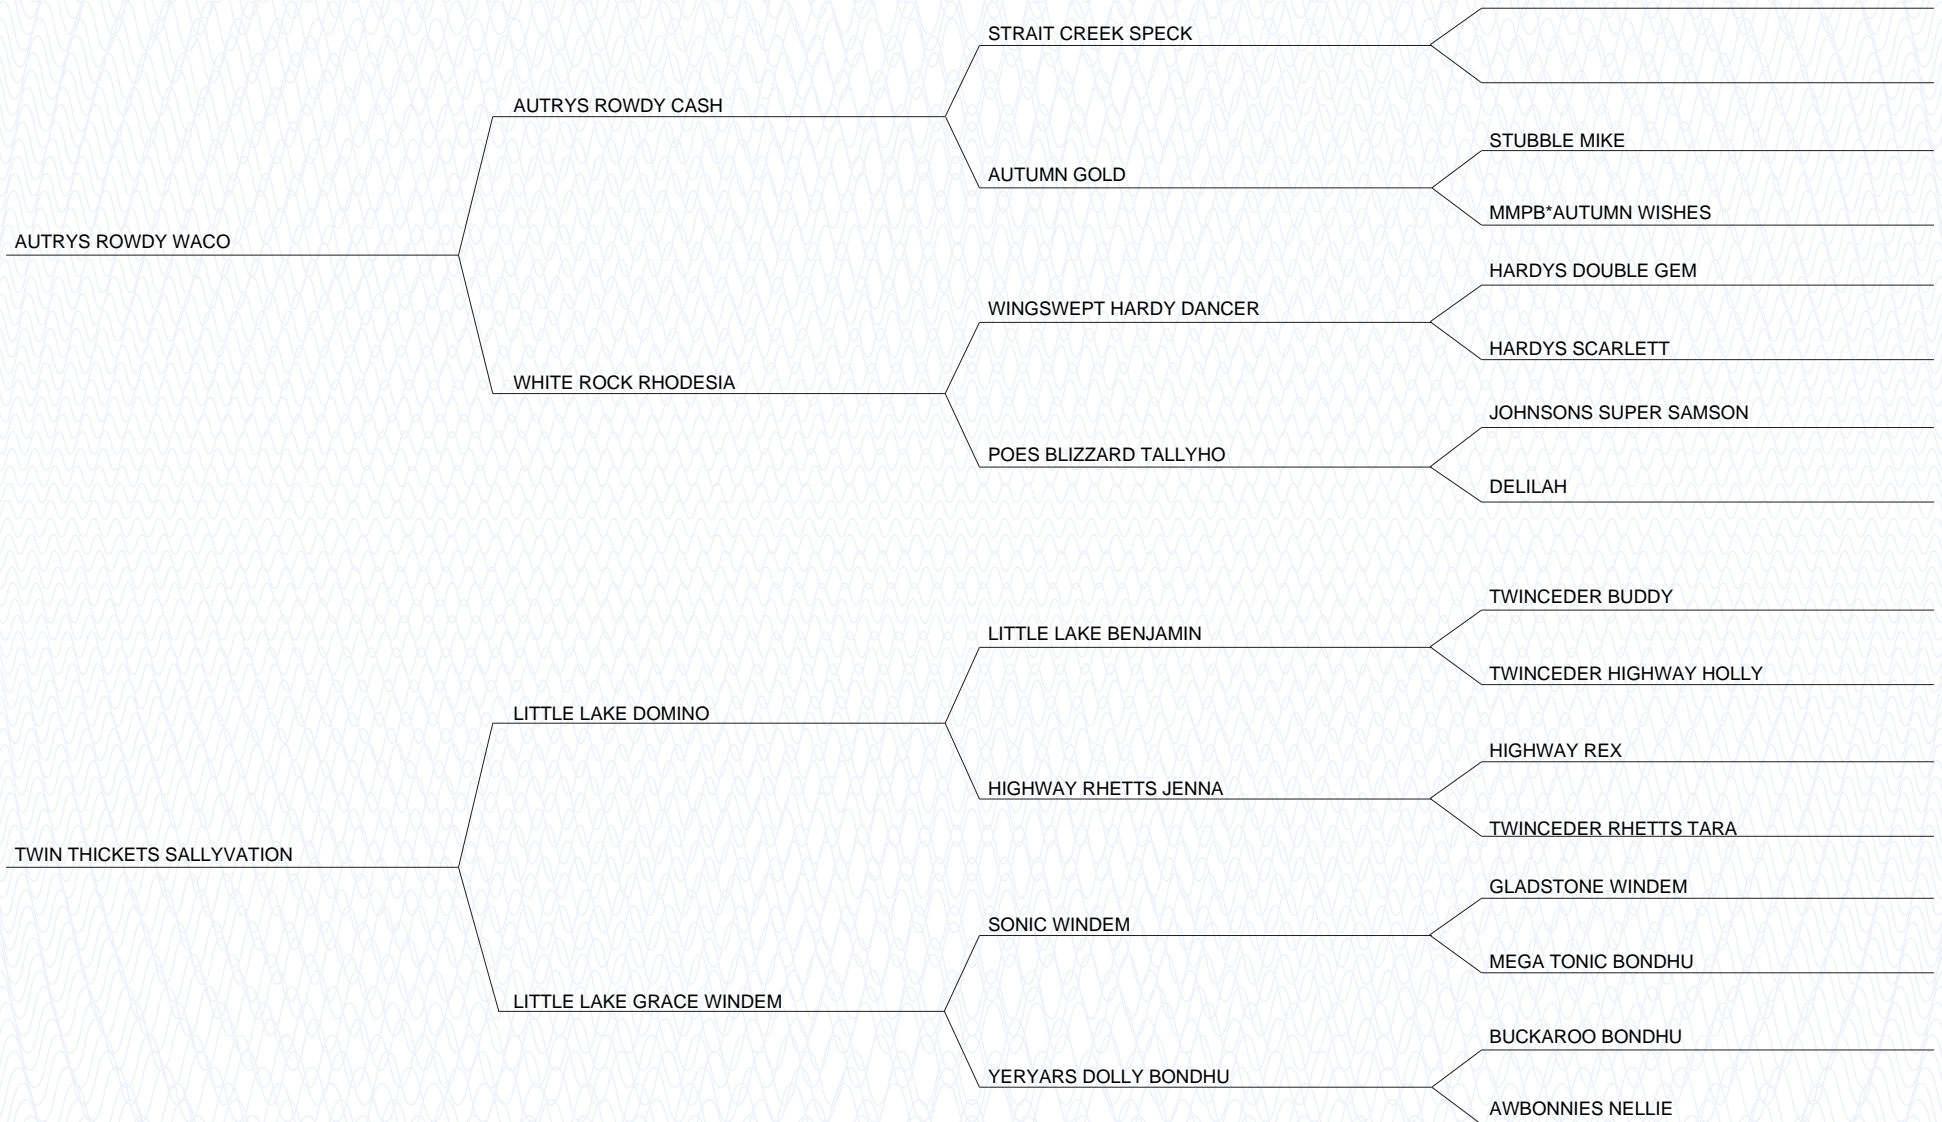 STRAIT CREEK SPECK
AUTRYS ROWDY CASH
STUBBLE MIKE
AUTUMN GOLD
MMPB*AUTUMN WISHES
AUTRYS ROWDY WACO
HARDYS DOUBLE GEM
WINGSWEPT HARDY DANCER
HARDYS SCARLETT
WHITE ROCK RHODESIA
JOHNSONS SUPER SAMSON
POES BLIZZARD TALLYHO
DELILAH
TWINCEDER BUDDY
LITTLE LAKE BENJAMIN
TWINCEDER HIGHWAY HOLLY
LITTLE LAKE DOMINO
HIGHWAY REX
HIGHWAY RHETTS JENNA
TWINCEDER RHETTS TARA
TWIN THICKETS SALLYVATION
GLADSTONE WINDEM
SONIC WINDEM
MEGA TONIC BONDHU
LITTLE LAKE GRACE WINDEM
BUCKAROO BONDHU
YERYARS DOLLY BONDHU
AWBONNIES NELLIE